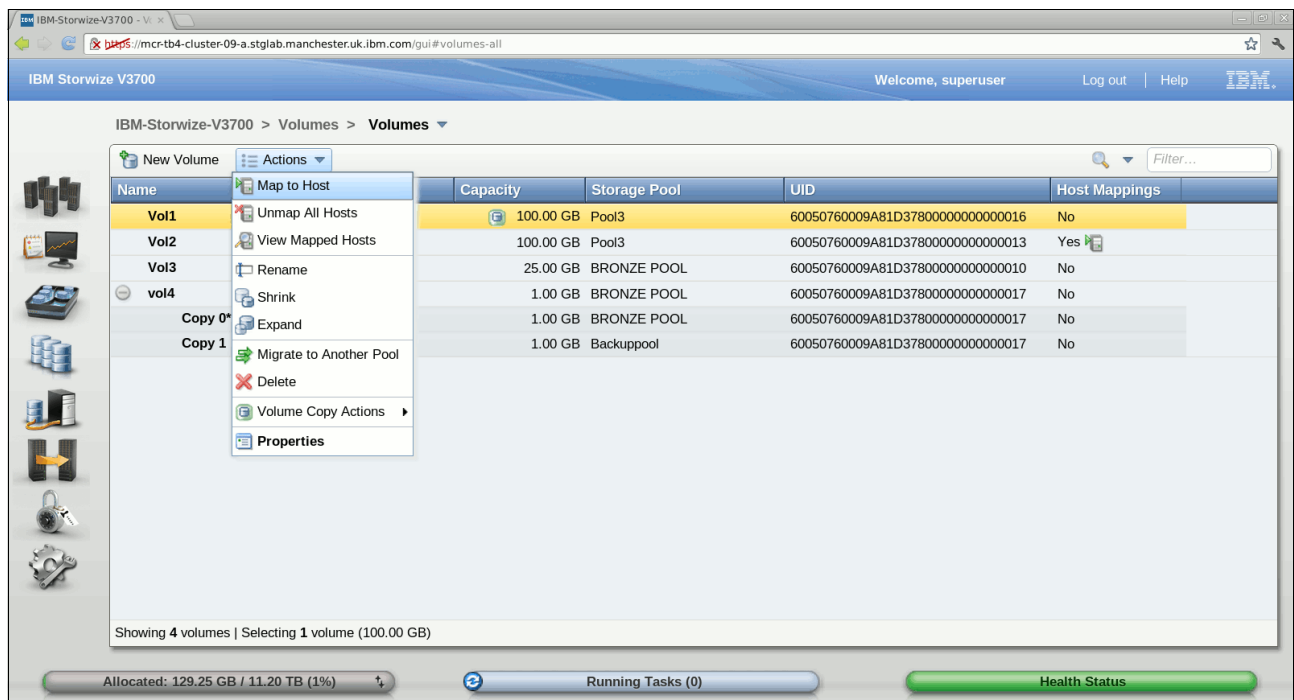 IBM-Storwize-V3700 - Vo
https://mcr-tb4-cluster-09-a.stglab.manchester.uk.ibm.com/gui#volumes-all
IBM Storwize V3700 Welcome, superuser Log out | Help IBM.
IBM-Storwize-V3700 > Volumes > Volumes
New Volume Actions Filter...
Name Capacity Storage Pool UID Host Mappings
Map to Host
Unmap All Hosts
View Mapped Hosts
Rename
Shrink
Expand
Migrate to Another Pool
Delete
Volume Copy Actions
Properties
Vol1 100.00 GB Pool3 60050760009A81D37800000000000016 No
Vol2 100.00 GB Pool3 60050760009A81D37800000000000013 Yes
Vol3 25.00 GB BRONZE POOL 60050760009A81D37800000000000010 No
vol4 1.00 GB BRONZE POOL 60050760009A81D37800000000000017 No
Copy 0* 1.00 GB BRONZE POOL 60050760009A81D37800000000000017 No
Copy 1 1.00 GB Backuppool 60050760009A81D37800000000000017 No
Showing 4 volumes | Selecting 1 volume (100.00 GB)
Allocated: 129.25 GB / 11.20 TB (1%) Running Tasks (0) Health Status